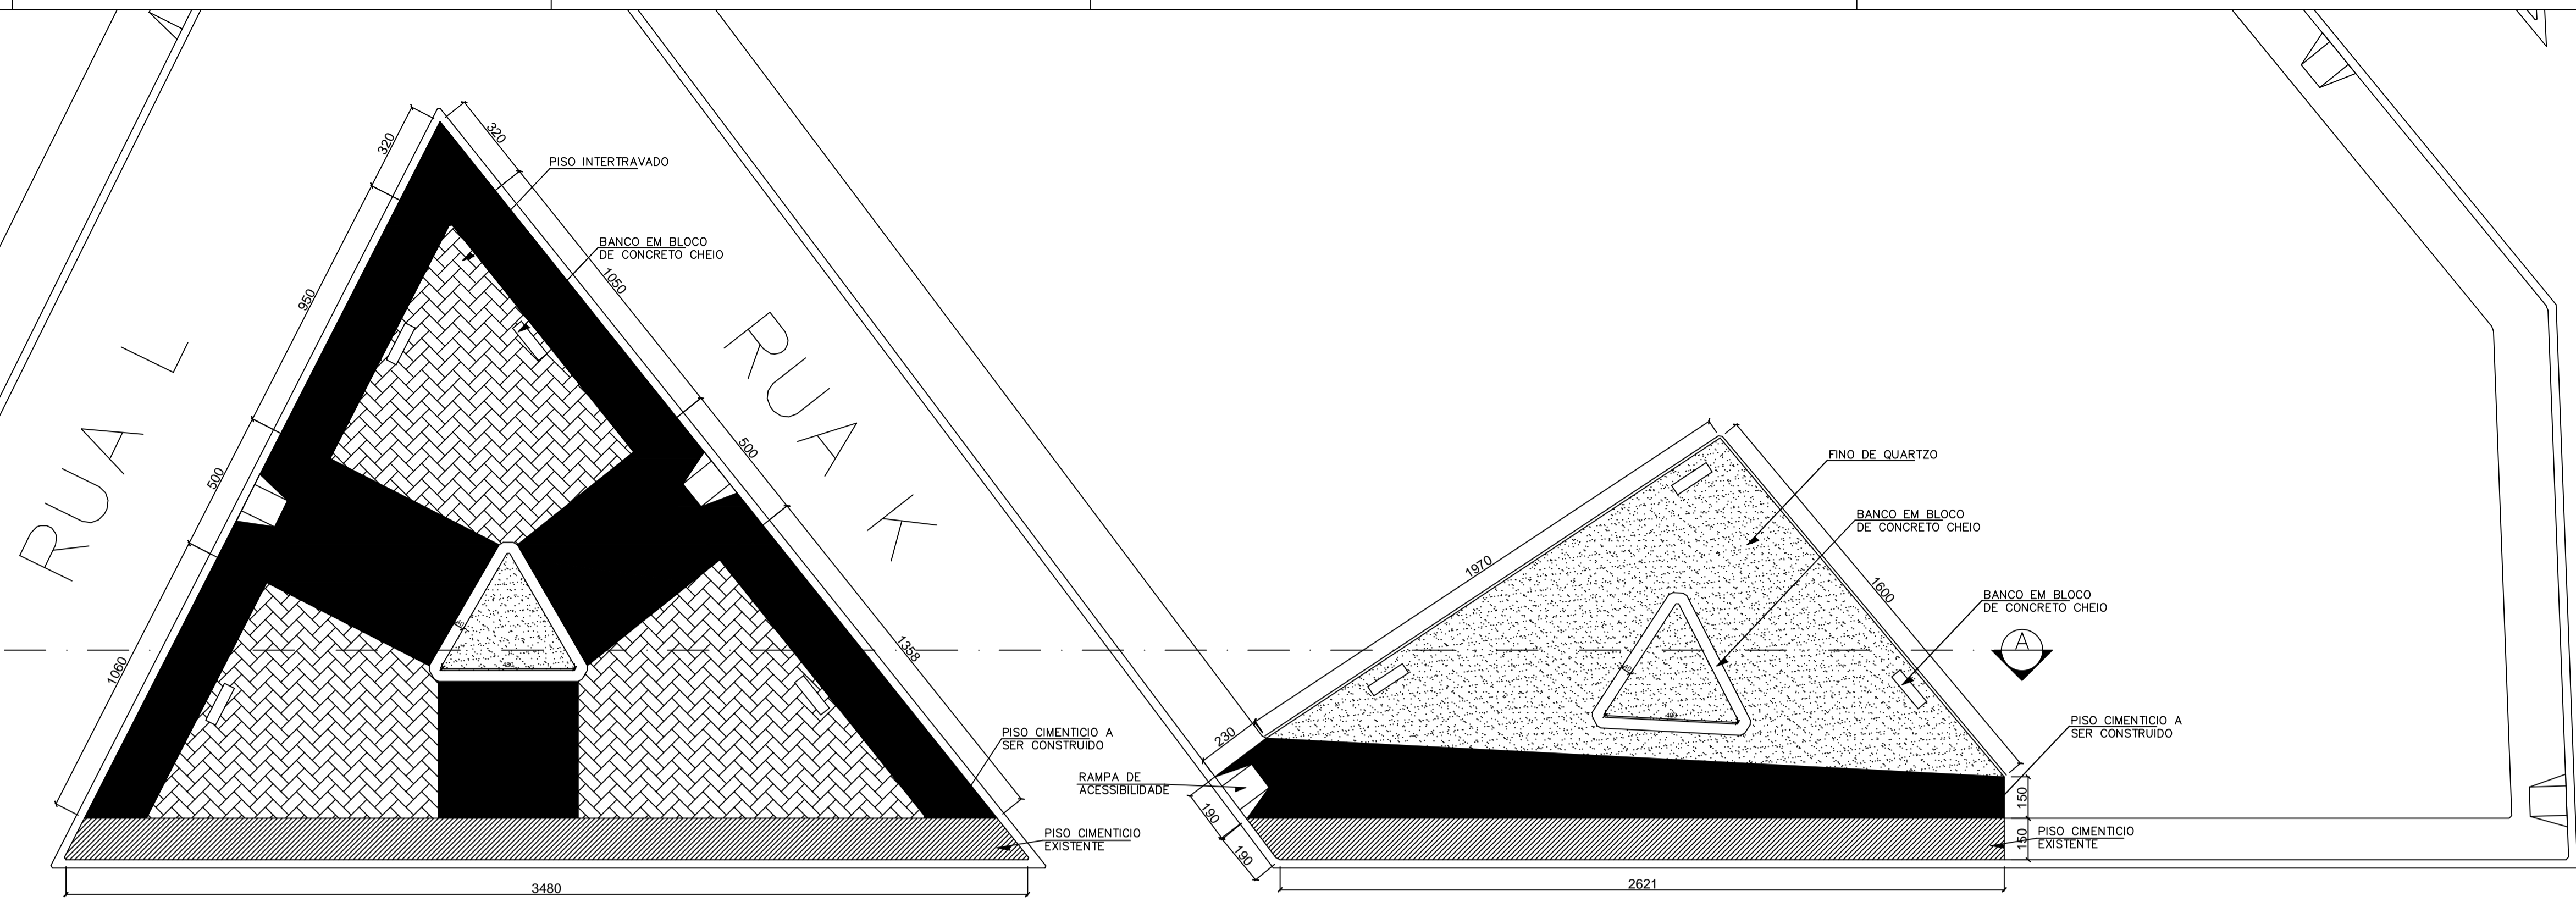 320
320
PISO INTERTRAVADO
BANCO EM BLOCO
DE CONCRETO CHEIO
950
1050
RUA L
RUA K
500
500
1060
1358
480
PISO CIMENTICIO A
SER CONSTRUIDO
PISO CIMENTICIO
EXISTENTE
3480
FINO DE QUARTZO
BANCO EM BLOCO
DE CONCRETO CHEIO
1970
1600
BANCO EM BLOCO
DE CONCRETO CHEIO
A
230
RAMPA DE
ACESSIBILIDADE
190
190
PISO CIMENTICIO A
SER CONSTRUIDO
150
150
PISO CIMENTICIO
EXISTENTE
2621